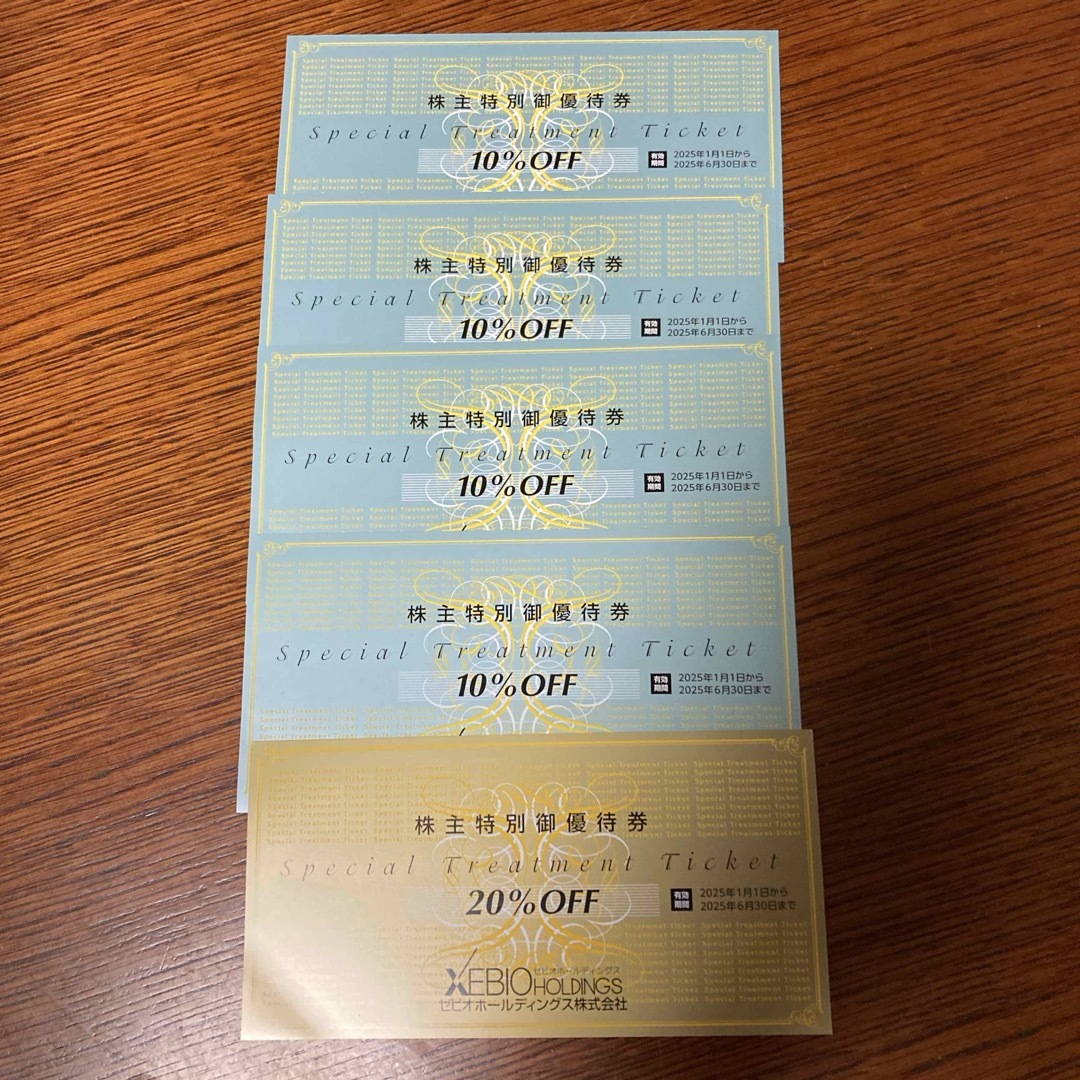 株主特別御優待券
Special Treatment Ticket
10%OFF
有効期間
2025年1月1日から
2025年6月30日まで
株主特別御優待券
Special Treatment Ticket
10%OFF
有効期間
2025年1月1日から
2025年6月30日まで
株主特別御優待券
Special Treatment Ticket
10%OFF
有効期間
2025年1月1日から
2025年6月30日まで
株主特別御優待券
Special Treatment Ticket
10%OFF
有効期間
2025年1月1日から
2025年6月30日まで
株主特別御優待券
Special Treatment Ticket
20%OFF
有効期間
2025年1月1日から
2025年6月30日まで
ゼビオホールディングス
XEBIO HOLDINGS
ゼビオホールディングス株式会社